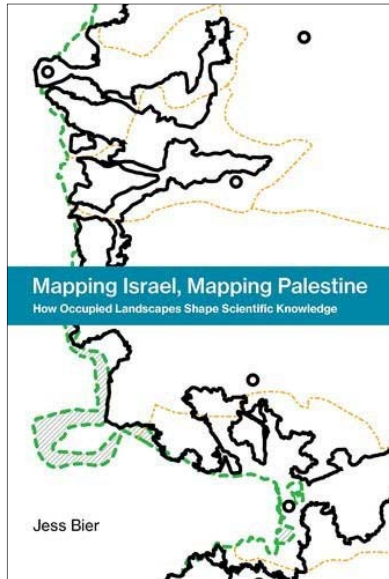 Mapping Israel, Mapping Palestine
How Occupied Landscapes Shape Scientific Knowledge
Jess Bier